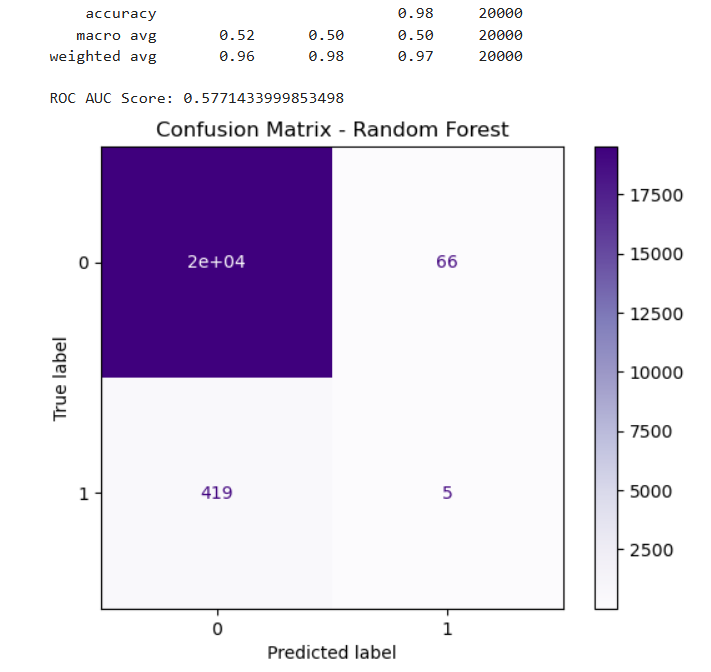 accuracy 0.98 20000
macro avg 0.52 0.50 0.50 20000
weighted avg 0.96 0.98 0.97 20000
ROC AUC Score: 0.5771433999853498
Confusion Matrix - Random Forest
17500
15000
12500
10000
7500
5000
2500
0
2e+04
66
1
419
5
0
1
True label
Predicted label